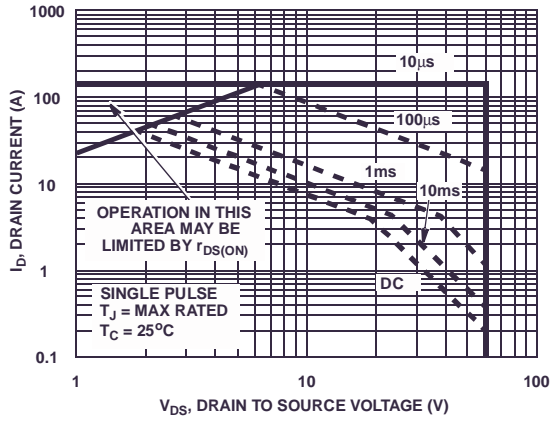 1000
100
10
1
0.1
I_D, DRAIN CURRENT (A)
10µs
100µs
1ms
10ms
DC
OPERATION IN THIS
AREA MAY BE
LIMITED BY r_DS(ON)
SINGLE PULSE
T_J = MAX RATED
T_C = 25°C
1
10
100
V_DS, DRAIN TO SOURCE VOLTAGE (V)